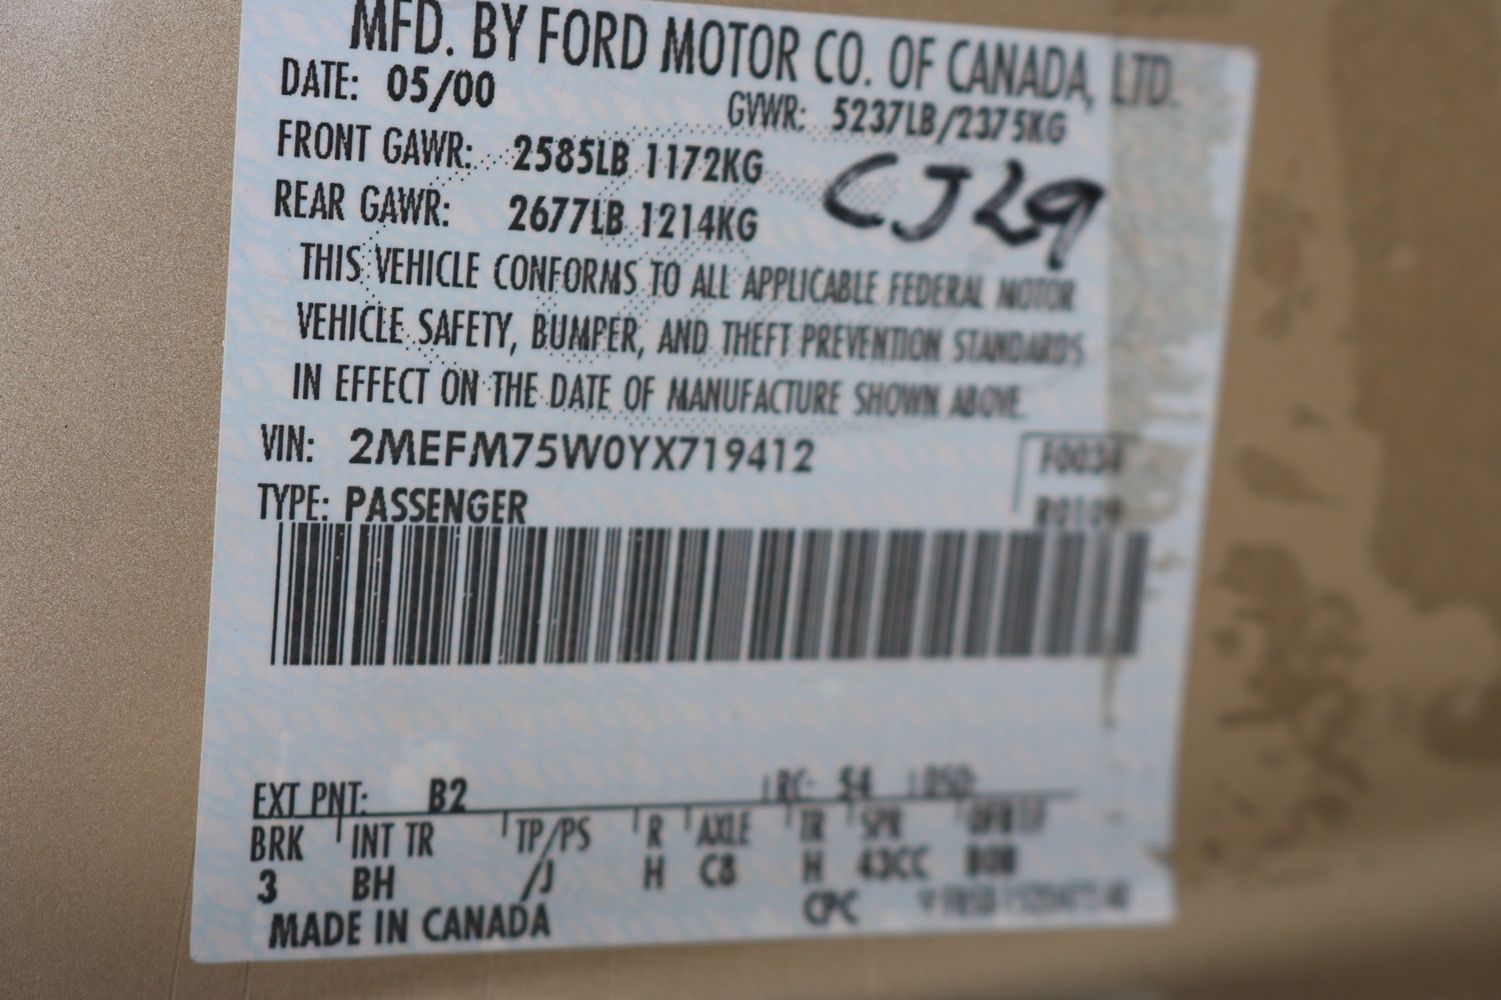 MFD. BY FORD MOTOR CO. OF CANADA, LTD.
DATE: 05/00
GVWR: 5237LB/2375KG
FRONT GAWR: 2585LB 1172KG
REAR GAWR: 2677LB 1214KG
CJ29
THIS VEHICLE CONFORMS TO ALL APPLICABLE FEDERAL MOTOR
VEHICLE SAFETY, BUMPER, AND THEFT PREVENTION STANDARDS
IN EFFECT ON THE DATE OF MANUFACTURE SHOWN ABOVE.
VIN: 2MEFM75W0YX719412
TYPE: PASSENGER
EXT PNT: B2 RC: 54 DSO:
BRK INT TR TP/PS R AXLE TR SPR
3 BH /J H C8 H 43CC
MADE IN CANADA CPC